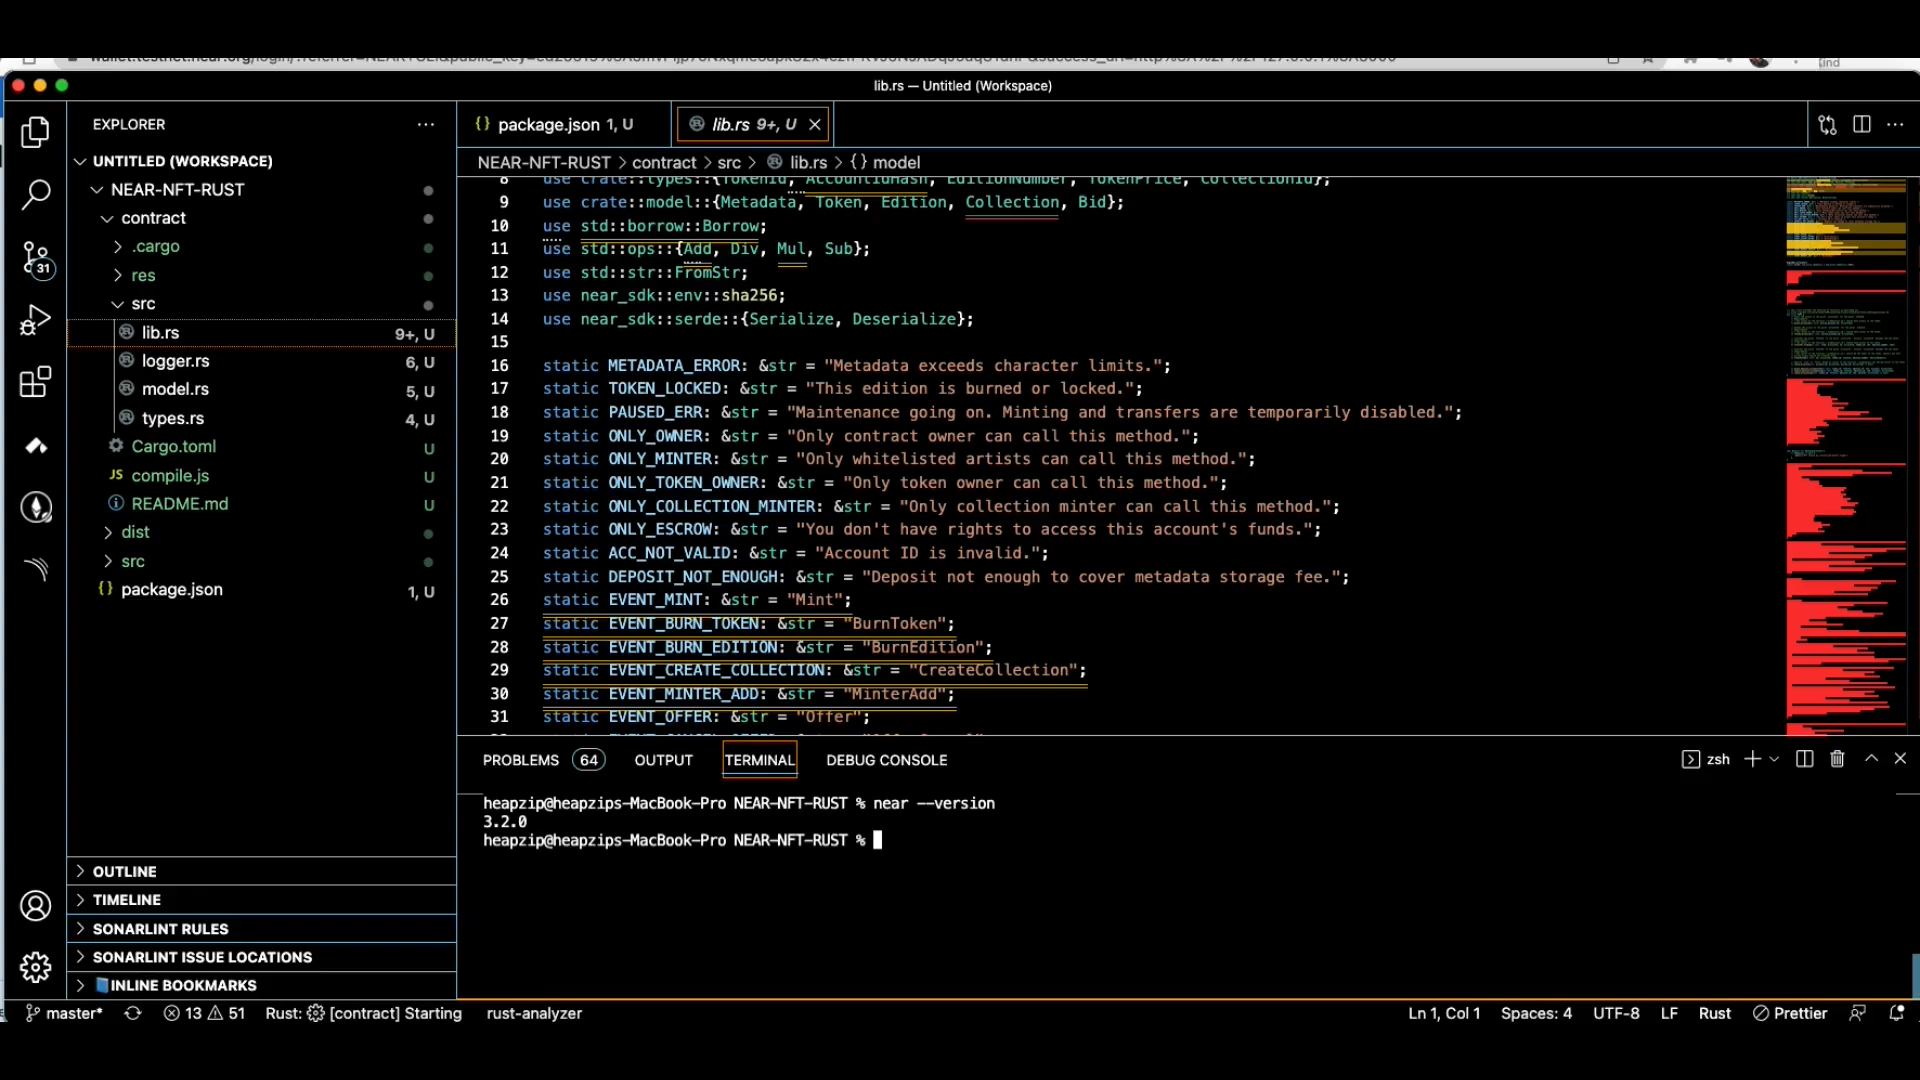 lib.rs — Untitled (Workspace)
EXPLORER
UNTITLED (WORKSPACE)
NEAR-NFT-RUST
contract
.cargo
res
src
lib.rs 9+, U
logger.rs 6, U
model.rs 5, U
types.rs 4, U
Cargo.toml U
JS compile.js U
README.md U
dist
src
{} package.json 1, U
OUTLINE
TIMELINE
SONARLINT RULES
SONARLINT ISSUE LOCATIONS
INLINE BOOKMARKS
31
{} package.json 1, U
lib.rs 9+, U
NEAR-NFT-RUST > contract > src > lib.rs > {} model
8 use crate::types::{TokenId, AccountIdHash, EditionNumber, TokenPrice, CollectionId};
9 use crate::model::{Metadata, Token, Edition, Collection, Bid};
10 use std::borrow::Borrow;
11 use std::ops::{Add, Div, Mul, Sub};
12 use std::str::FromStr;
13 use near_sdk::env::sha256;
14 use near_sdk::serde::{Serialize, Deserialize};
15
16 static METADATA_ERROR: &str = "Metadata exceeds character limits.";
17 static TOKEN_LOCKED: &str = "This edition is burned or locked.";
18 static PAUSED_ERR: &str = "Maintenance going on. Minting and transfers are temporarily disabled.";
19 static ONLY_OWNER: &str = "Only contract owner can call this method.";
20 static ONLY_MINTER: &str = "Only whitelisted artists can call this method.";
21 static ONLY_TOKEN_OWNER: &str = "Only token owner can call this method.";
22 static ONLY_COLLECTION_MINTER: &str = "Only collection minter can call this method.";
23 static ONLY_ESCROW: &str = "You don't have rights to access this account's funds.";
24 static ACC_NOT_VALID: &str = "Account ID is invalid.";
25 static DEPOSIT_NOT_ENOUGH: &str = "Deposit not enough to cover metadata storage fee.";
26 static EVENT_MINT: &str = "Mint";
27 static EVENT_BURN_TOKEN: &str = "BurnToken";
28 static EVENT_BURN_EDITION: &str = "BurnEdition";
29 static EVENT_CREATE_COLLECTION: &str = "CreateCollection";
30 static EVENT_MINTER_ADD: &str = "MinterAdd";
31 static EVENT_OFFER: &str = "Offer";
PROBLEMS 64 OUTPUT TERMINAL DEBUG CONSOLE
zsh
heapzip@heapzips-MacBook-Pro NEAR-NFT-RUST % near --version
3.2.0
heapzip@heapzips-MacBook-Pro NEAR-NFT-RUST %
master* 13 51 Rust: [contract] Starting rust-analyzer
Ln 1, Col 1 Spaces: 4 UTF-8 LF Rust Prettier